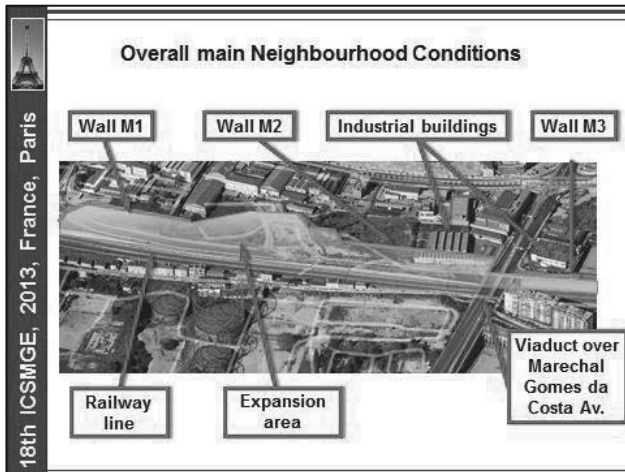 18th ICSMGE, 2013, France, Paris
Overall main Neighbourhood Conditions
Wall M1
Wall M2
Industrial buildings
Wall M3
Railway
line
Expansion
area
Viaduct over
Marechal
Gomes da
Costa Av.